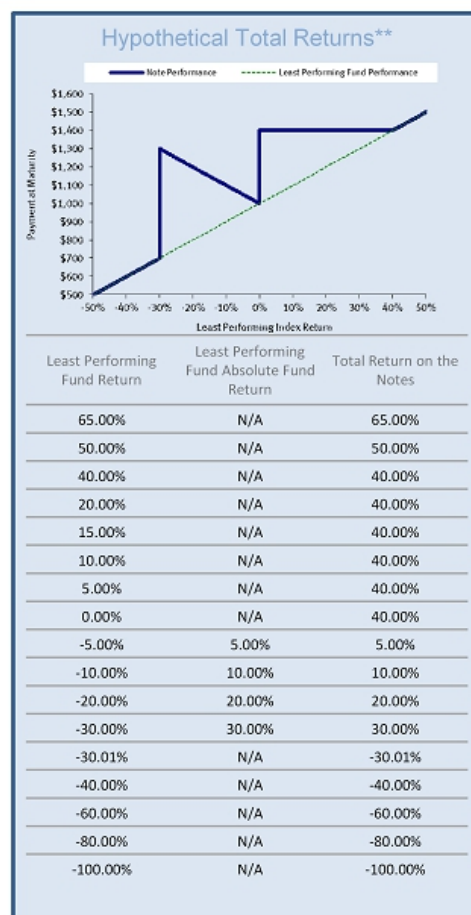 Hypothetical Total Returns**
Note Performance Least Performing Fund Performance
Payment at Maturity
$1,600
$1,500
$1,400
$1,300
$1,200
$1,100
$1,000
$900
$800
$700
$600
$500
-50% -40% -30% -20% -10% 0% 10% 20% 30% 40% 50%
Least Performing Index Return
Least Performing Fund Return Least Performing Fund Absolute Fund Return Total Return on the Notes
65.00% N/A 65.00%
50.00% N/A 50.00%
40.00% N/A 40.00%
20.00% N/A 40.00%
15.00% N/A 40.00%
10.00% N/A 40.00%
5.00% N/A 40.00%
0.00% N/A 40.00%
-5.00% 5.00% 5.00%
-10.00% 10.00% 10.00%
-20.00% 20.00% 20.00%
-30.00% 30.00% 30.00%
-30.01% N/A -30.01%
-40.00% N/A -40.00%
-60.00% N/A -60.00%
-80.00% N/A -80.00%
-100.00% N/A -100.00%